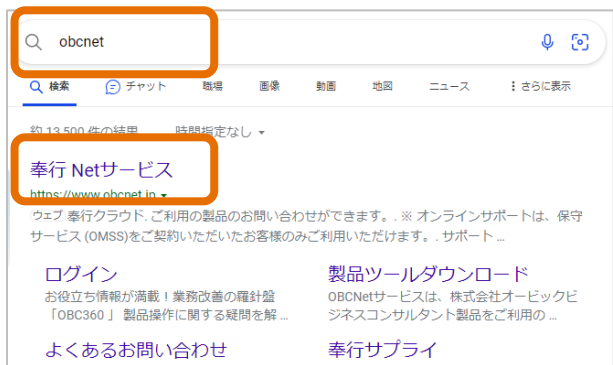 obcnet
検索 チャット 職場 画像 動画 地図 ニュース さらに表示
約 13,500 件の結果 時間指定なし
奉行 Netサービス
https://www.obcnet.jp
ウェブ 奉行クラウド. ご利用の製品のお問い合わせができます。. ※ オンラインサポートは、保守
サービス (OMSS)をご契約いただいたお客様のみご利用いただけます。. サポート ...
ログイン 製品ツールダウンロード
お役立ち情報が満載！業務改善の羅針盤 OBCNetサービスは、株式会社オービックビ
「OBC360 」 製品操作に関する疑問を解 ... ジネスコンサルタント製品をご利用の ...
よくあるお問い合わせ 奉行サプライ